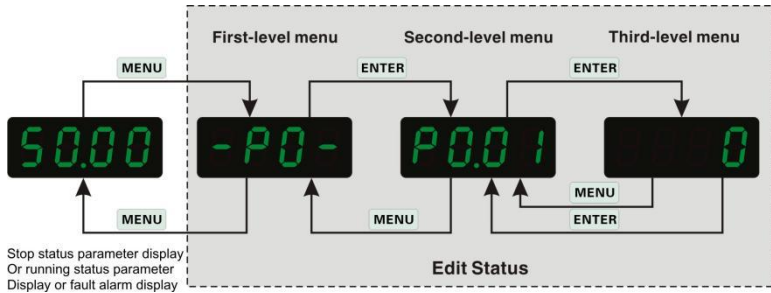 First-level menu
Second-level menu
Third-level menu
MENU
ENTER
ENTER
50.00
-P0-
P0.01
0
MENU
MENU
MENU
ENTER
Stop status parameter display
Or running status parameter
Display or fault alarm display
Edit Status